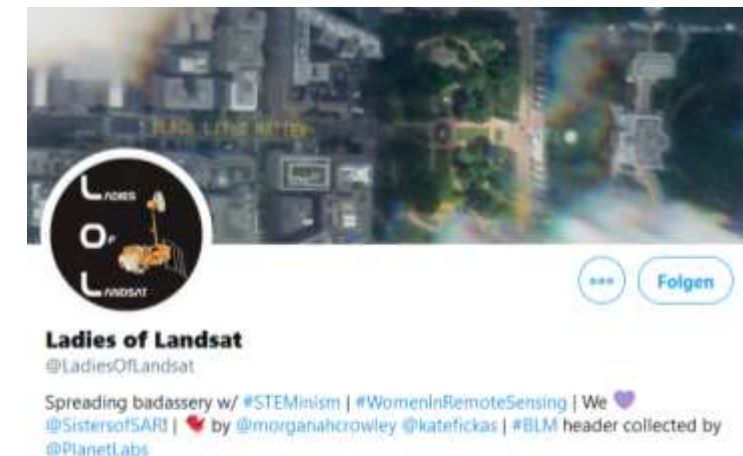 BLACK LIVES MATTER
LADIES
OF
LANDSAT
Folgen
Ladies of Landsat
@LadiesOfLandsat
Spreading badassery w/ #STEMinism | #WomenInRemoteSensing | We 💜
@SistersofSAR! | 🐦 by @morganahcrowley @katefickas | #BLM header collected by
@PlanetLabs